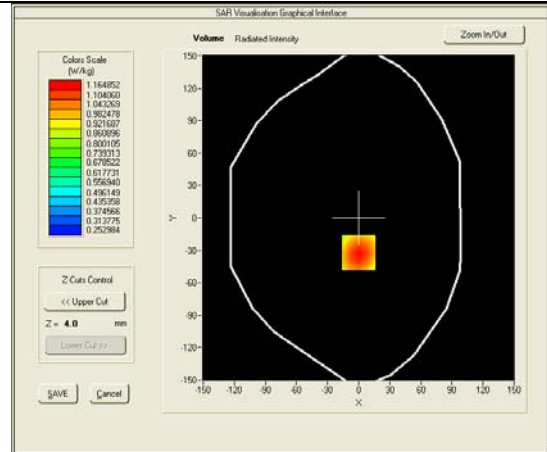 SAR Visualisation Graphical Interface
Volume Radiated Intensity
Zoom In/Out
Colors Scale
(W/kg)
1.164852
1.104060
1.043269
0.982478
0.921687
0.860896
0.800105
0.739313
0.678522
0.617731
0.556940
0.496149
0.435358
0.374566
0.313775
0.252984
Z Cuts Control
<< Upper Cut
Z = 4.0 mm
Lower Cut >>
SAVE Cancel
150-
120-
90-
60-
30-
0-
-30-
-60-
-90-
-120-
-150-
Y
-150 -120 -90 -60 -30 0 30 60 90 120 150
X